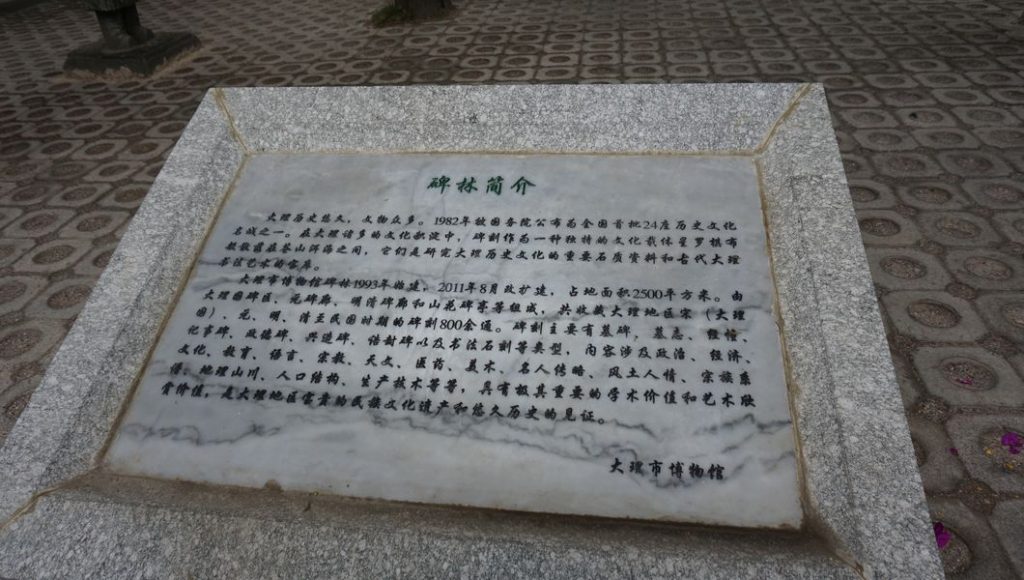 碑林简介
大理历史悠久，文物众多。1982年被国务院公布为全国首批24座历史文化
名城之一。在大理诸多的文化积淀中，碑刻作为一种独特的文化载体星罗棋布
散落在苍山洱海之间，它们是研究大理历史文化的重要石质资料和古代大理
书法艺术的宝库。
大理市博物馆碑林1993年始建，2011年8月改扩建，占地面积2500平方米。由
大理国碑区、元碑廊、明清碑廊和山花碑亭等组成，共收藏大理地区宋（大理
国）、元、明、清至民国时期的碑刻800余通。碑刻主要有墓碑、墓志、经幢、
记事碑、政德碑、兴造碑、诰封碑以及书法石刻等类型，内容涉及政治、经济、
文化、教育、语言、宗教、天文、医药、美术、名人传略、风土人情、宗族系
谱、地理山川、人口结构、生产技术等等，具有极其重要的学术价值和艺术欣
赏价值，是大理地区富集的民族文化遗产和悠久历史的见证。
大理市博物馆